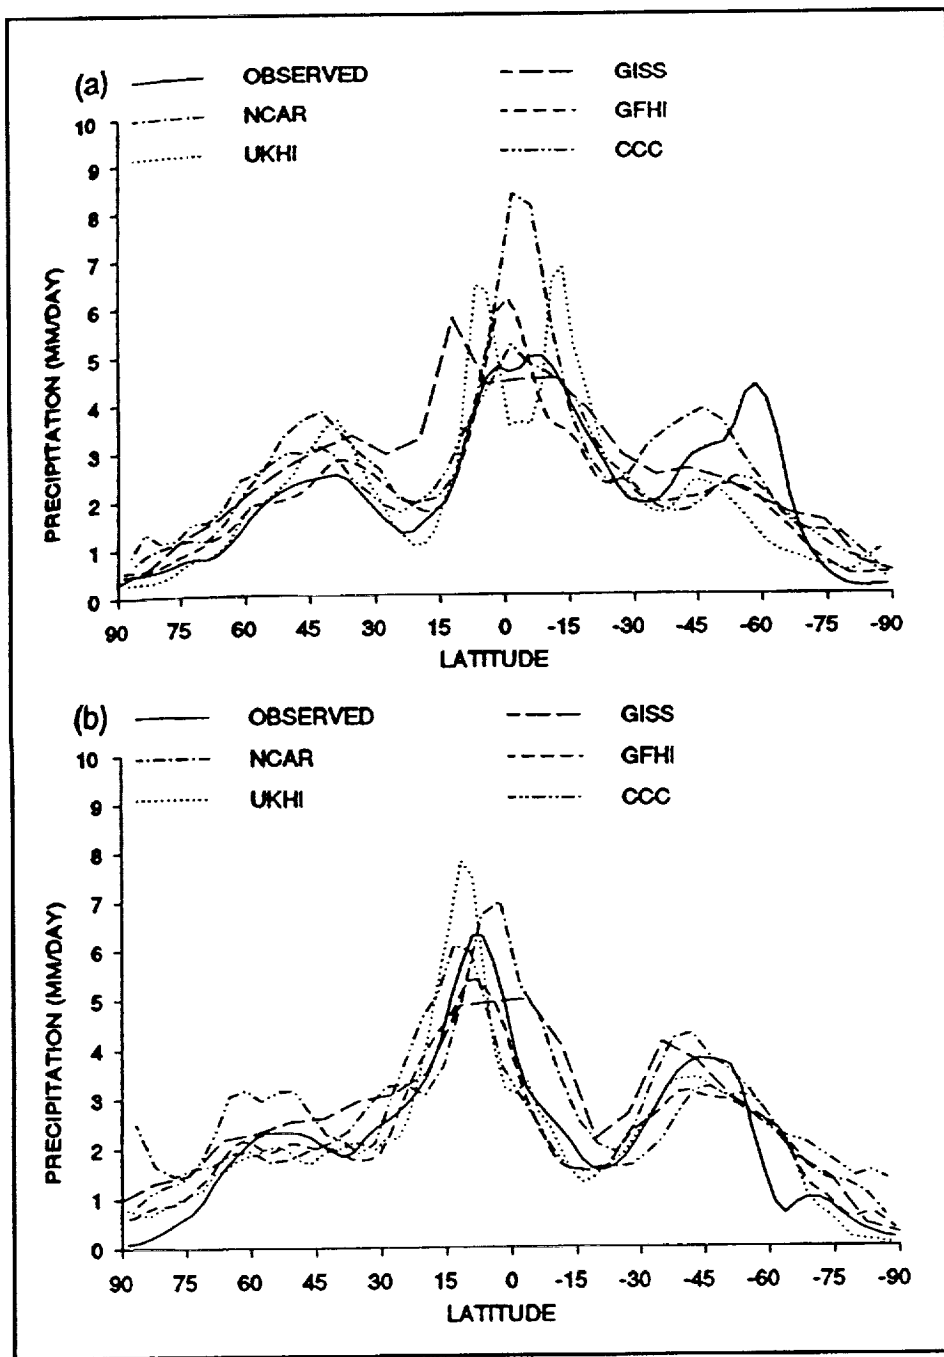 (a) OBSERVED GISS
NCAR GFHI
UKHI CCC
10
9
8
7
6
5
4
3
2
1
0
PRECIPITATION (MM/DAY)
90 75 60 45 30 15 0 -15 -30 -45 -60 -75 -90
LATITUDE
(b) OBSERVED GISS
NCAR GFHI
UKHI CCC
10
9
8
7
6
5
4
3
2
1
0
PRECIPITATION (MM/DAY)
90 75 60 45 30 15 0 -15 -30 -45 -60 -75 -90
LATITUDE